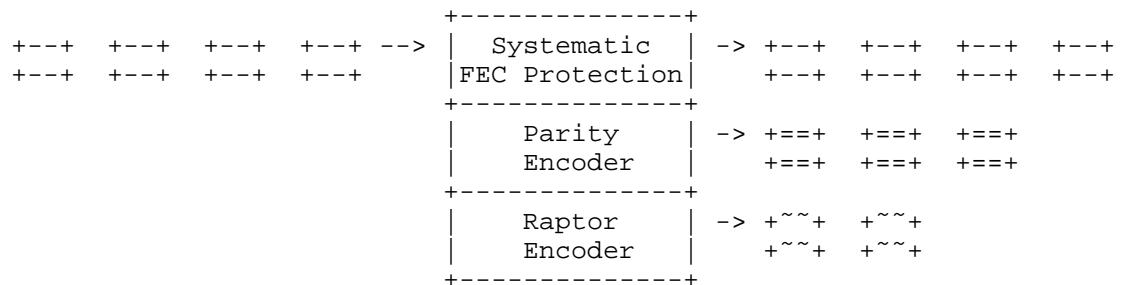 +--------------+
+--+  +--+  +--+  +--+ -->         |  Systematic  | -> +--+  +--+  +--+  +--+
+--+  +--+  +--+  +--+             |FEC Protection|    +--+  +--+  +--+  +--+
                                   +--------------+
                                   |    Parity    | -> +==+  +==+  +==+
                                   |    Encoder   |    +==+  +==+  +==+
                                   +--------------+
                                   |    Raptor    | -> +~~+  +~~+
                                   |    Encoder   |    +~~+  +~~+
                                   +--------------+